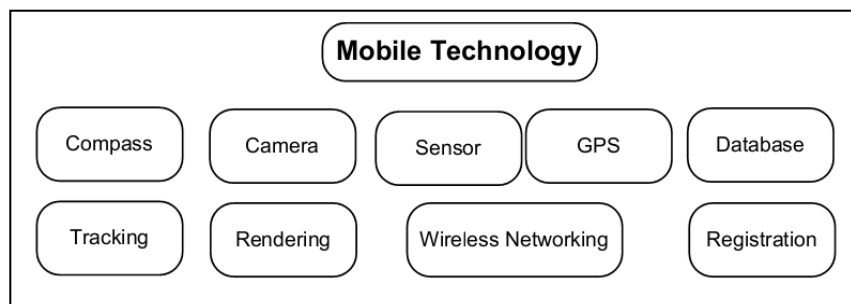 Mobile Technology
Compass
Camera
Sensor
GPS
Database
Tracking
Rendering
Wireless Networking
Registration